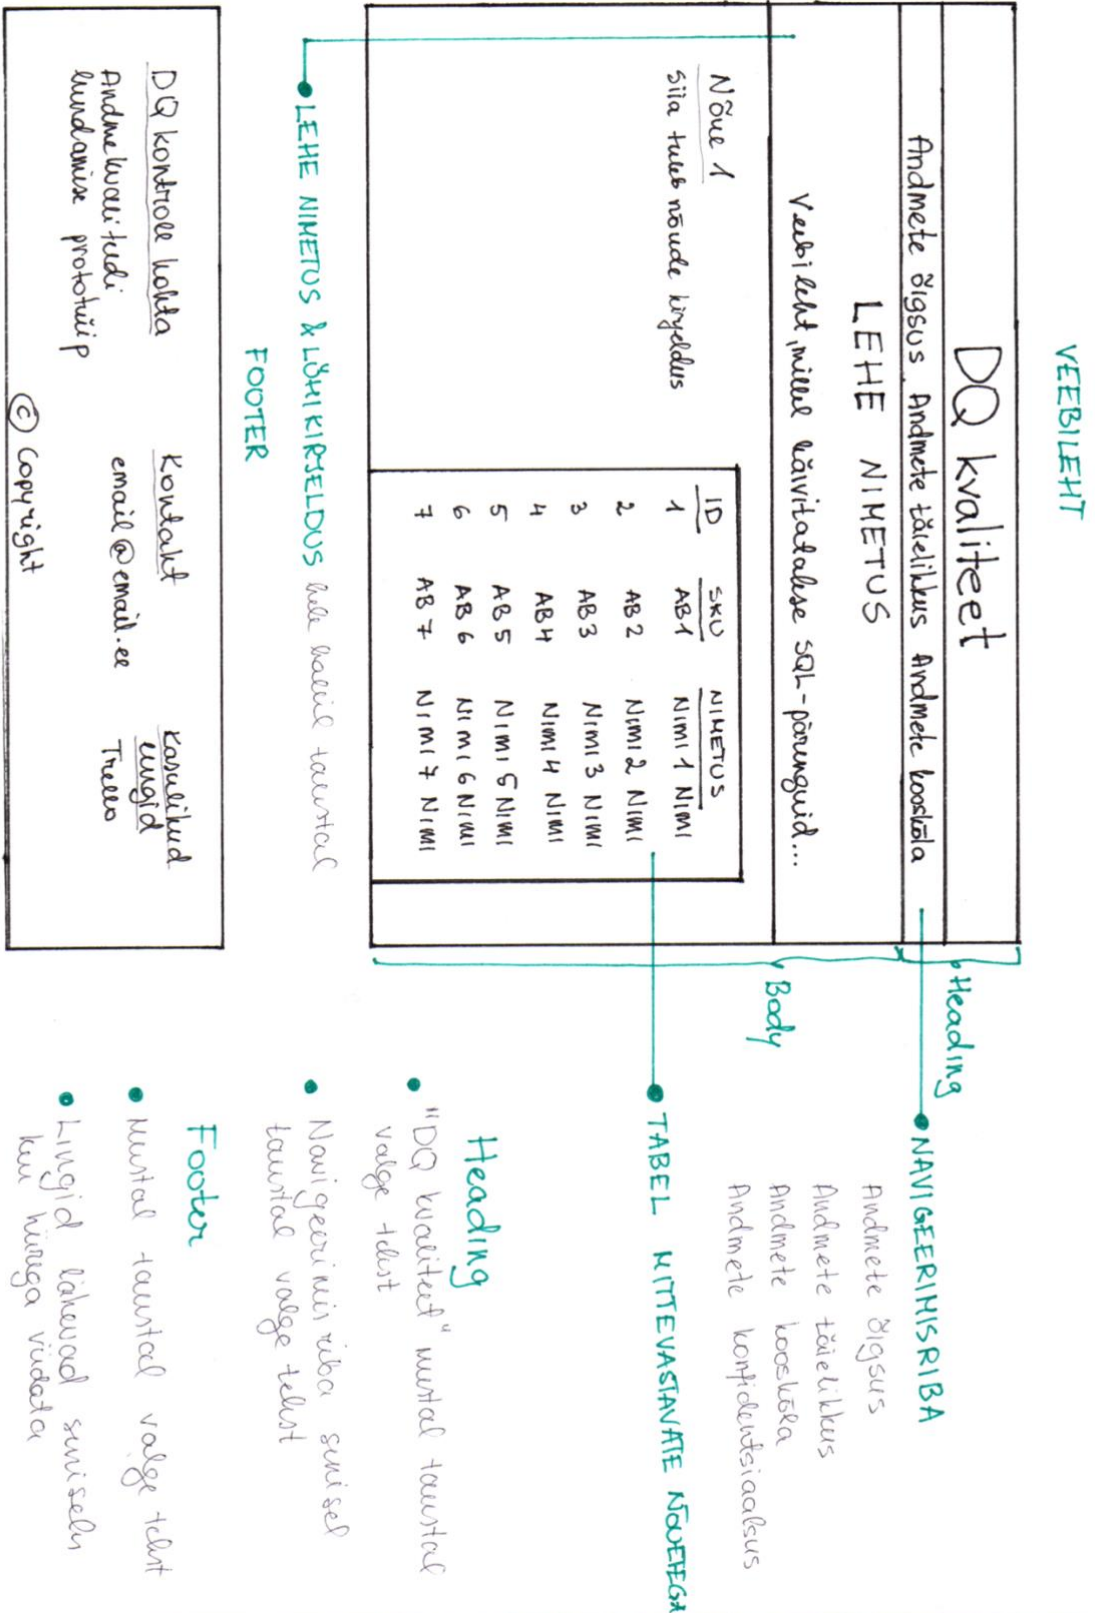 VEEBILEHT
DQ kvaliteet
Andmete õigsus Andmete täielikkus Andmete kooskõla
LEHE NIMETUS
Veebileht, millel käivitatakse SQL-päringuid...
Nõue 1
Siia tuleb nõude kirjeldus
ID SKU NIMETUS
1 AB1 NIMI 1 NIMI
2 AB2 NIMI 2 NIMI
3 AB3 NIMI 3 NIMI
4 AB4 NIMI 4 NIMI
5 AB5 NIMI 5 NIMI
6 AB6 NIMI 6 NIMI
7 AB7 NIMI 7 NIMI
Heading
Body
NAVIGEERIMISRIBA
Andmete õigsus
Andmete täielikkus
Andmete kooskõla
Andmete konfidentsiaalsus
TABEL MITTEVASTAVATE NÕUETEGA
LEHE NIMETUS & LÜHIKIRJELDUS hele hallil taustal
FOOTER
DQ kontroll kohta
Andmekvaliteedi
hindamise prototüüp
Kontakt
email@email.ee
Kasulikud
lingid
Trello
© Copyright
Heading
"DQ kvaliteet" mustal taustal
valge tekst
Navigeerimisriba sinisel
taustal valge tekst
Footer
Mustal taustal valge tekst
Lingid lähevad siniseks
kui hiirega viidata